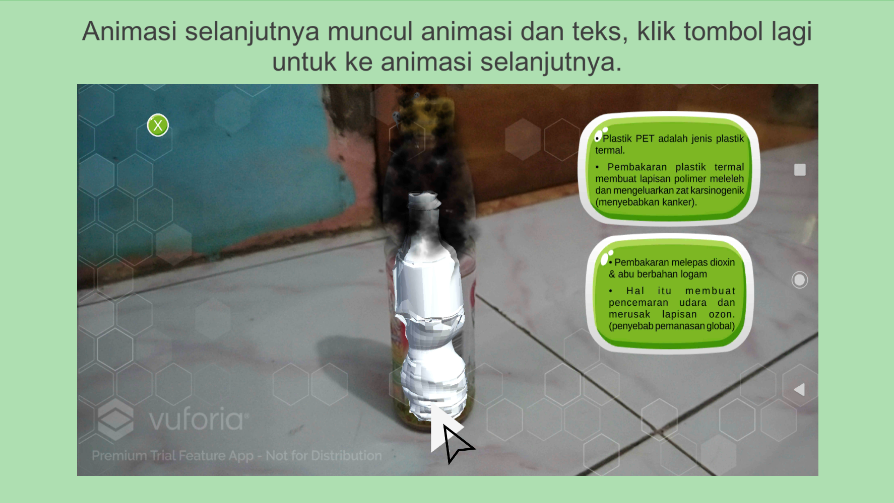 Animasi selanjutnya muncul animasi dan teks, klik tombol lagi
untuk ke animasi selanjutnya.
X
• Plastik PET adalah jenis plastik
termal.
• Pembakaran plastik termal
membuat lapisan polimer meleleh
dan mengeluarkan zat karsinogenik
(menyebabkan kanker).
• Pembakaran melepas dioxin
& abu berbahan logam
• Hal itu membuat
pencemaran udara dan
merusak lapisan ozon.
(penyebab pemanasan global)
vuforia®
Premium Trial Feature App - Not for Distribution